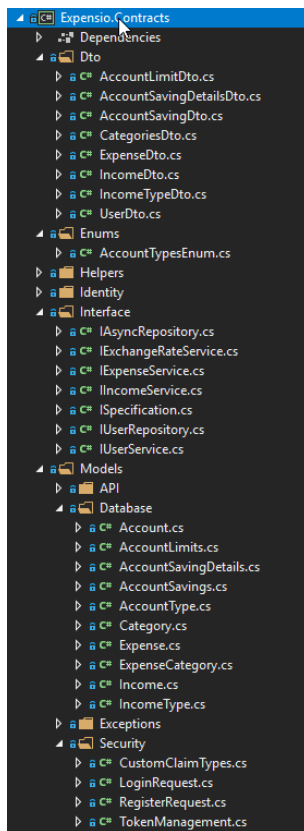 C# Expensio.Contracts
Dependencies
Dto
C# AccountLimitDto.cs
C# AccountSavingDetailsDto.cs
C# AccountSavingDto.cs
C# CategoriesDto.cs
C# ExpenseDto.cs
C# IncomeDto.cs
C# IncomeTypeDto.cs
C# UserDto.cs
Enums
C# AccountTypesEnum.cs
Helpers
Identity
Interface
C# IAsyncRepository.cs
C# IExchangeRateService.cs
C# IExpenseService.cs
C# IIncomeService.cs
C# ISpecification.cs
C# IUserRepository.cs
C# IUserService.cs
Models
API
Database
C# Account.cs
C# AccountLimits.cs
C# AccountSavingDetails.cs
C# AccountSavings.cs
C# AccountType.cs
C# Category.cs
C# Expense.cs
C# ExpenseCategory.cs
C# Income.cs
C# IncomeType.cs
Exceptions
Security
C# CustomClaimTypes.cs
C# LoginRequest.cs
C# RegisterRequest.cs
C# TokenManagement.cs